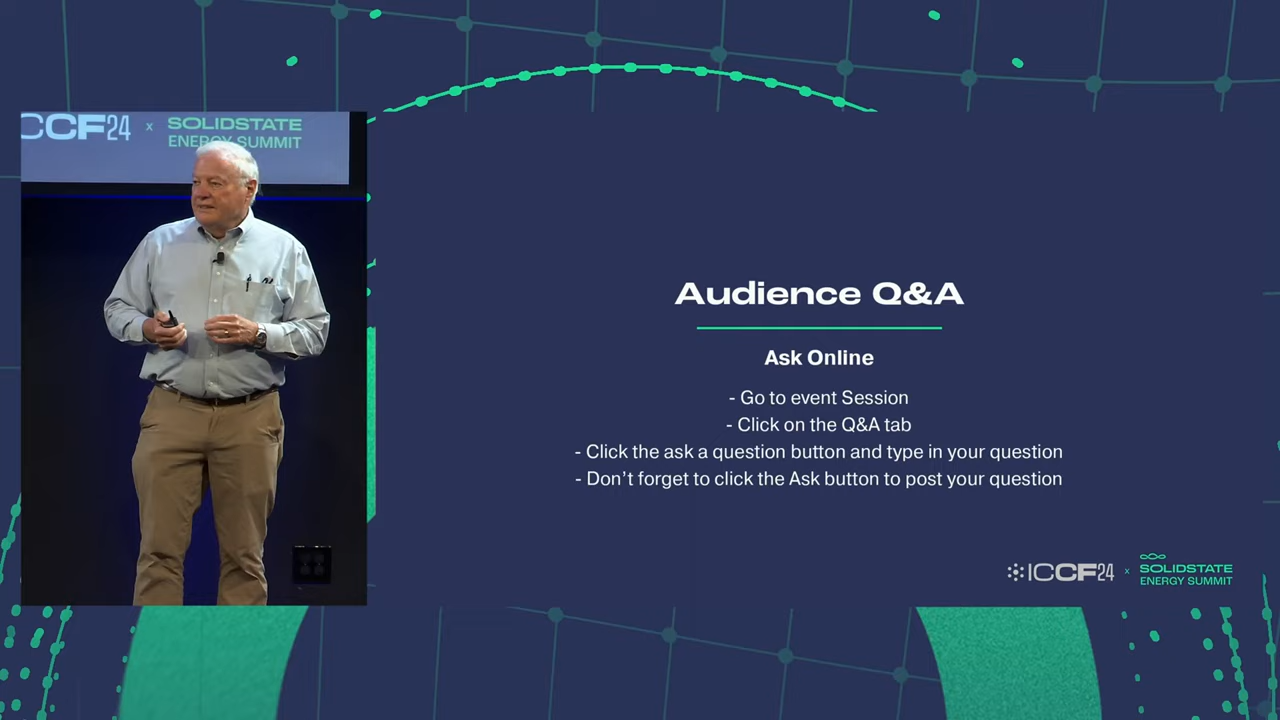 CCF24 x SOLIDSTATE
ENERGY SUMMIT
Audience Q&A
Ask Online
- Go to event Session
- Click on the Q&A tab
- Click the ask a question button and type in your question
- Don't forget to click the Ask button to post your question
ICCF24 x SOLIDSTATE
ENERGY SUMMIT